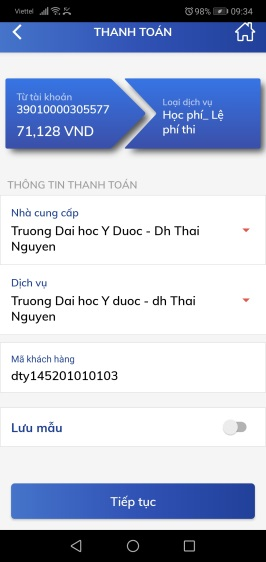 Viettel 98% 09:34
THANH TOÁN
Từ tài khoản
39010000305577
71,128 VND
Loại dịch vụ
Học phí_ Lệ
phí thi
THÔNG TIN THANH TOÁN
Nhà cung cấp
Truong Dai hoc Y Duoc - Dh Thai
Nguyen
Dịch vụ
Truong Dai hoc Y duoc - dh Thai
Nguyen
Mã khách hàng
dty145201010103
Lưu mẫu
Tiếp tục